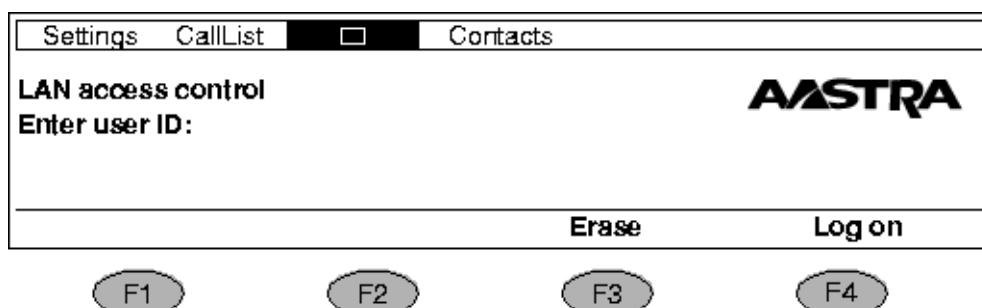 Settings CallList Contacts
LAN access control
AASTRA
Enter user ID:
Erase Log on
F1 F2 F3 F4